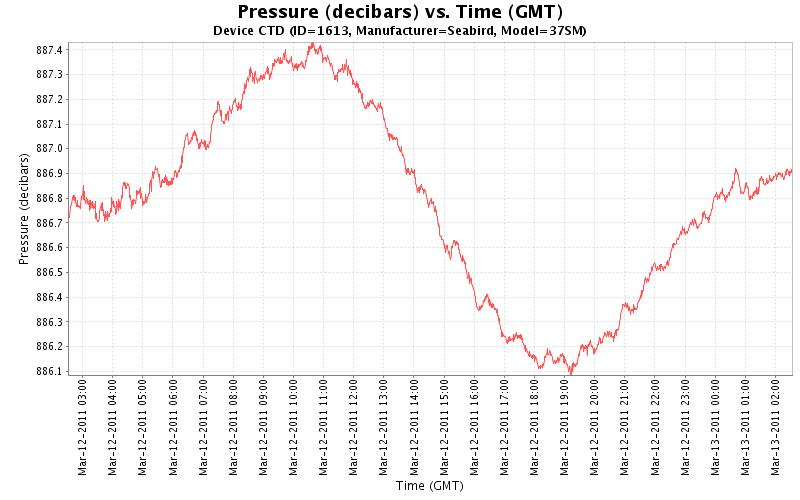 Pressure (decibars) vs. Time (GMT)
Device CTD (ID=1613, Manufacturer=Seabird, Model=37SM)
Pressure (decibars)
887.4
887.3
887.2
887.1
887.0
886.9
886.8
886.7
886.6
886.5
886.4
886.3
886.2
886.1
Mar-12-2011 03:00
Mar-12-2011 04:00
Mar-12-2011 05:00
Mar-12-2011 06:00
Mar-12-2011 07:00
Mar-12-2011 08:00
Mar-12-2011 09:00
Mar-12-2011 10:00
Mar-12-2011 11:00
Mar-12-2011 12:00
Mar-12-2011 13:00
Mar-12-2011 14:00
Mar-12-2011 15:00
Mar-12-2011 16:00
Mar-12-2011 17:00
Mar-12-2011 18:00
Mar-12-2011 19:00
Mar-12-2011 20:00
Mar-12-2011 21:00
Mar-12-2011 22:00
Mar-12-2011 23:00
Mar-13-2011 00:00
Mar-13-2011 01:00
Mar-13-2011 02:00
Time (GMT)